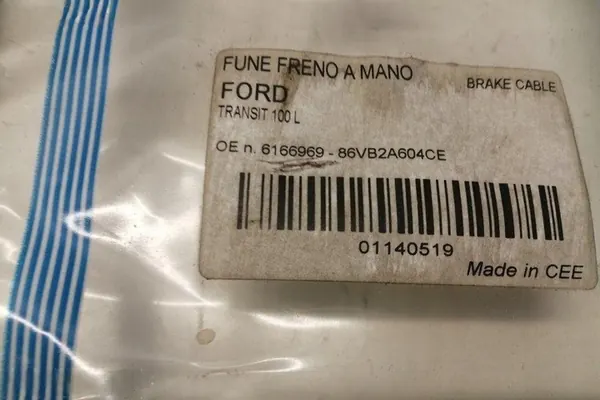 FUNE FRENO A MANO
BRAKE CABLE
FORD
TRANSIT 100 L
OE n. 6166969 - 86VB2A604CE
01140519
Made in CEE